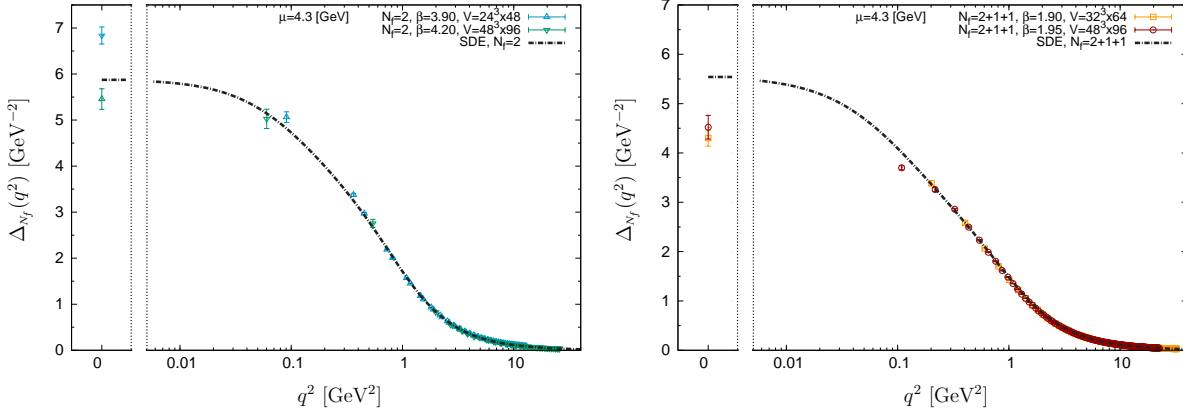 μ=4.3 [GeV]
N_f=2, β=3.90, V=24³x48
N_f=2, β=4.20, V=48³x96
SDE, N_f=2
Δ_{N_f}(q²) [GeV⁻²]
8
7
6
5
4
3
2
1
0
0 0.01 0.1 1 10
q² [GeV²]
μ=4.3 [GeV]
N_f=2+1+1, β=1.90, V=32³x64
N_f=2+1+1, β=1.95, V=48³x96
SDE, N_f=2+1+1
Δ_{N_f}(q²) [GeV⁻²]
7
6
5
4
3
2
1
0
0 0.01 0.1 1 10
q² [GeV²]